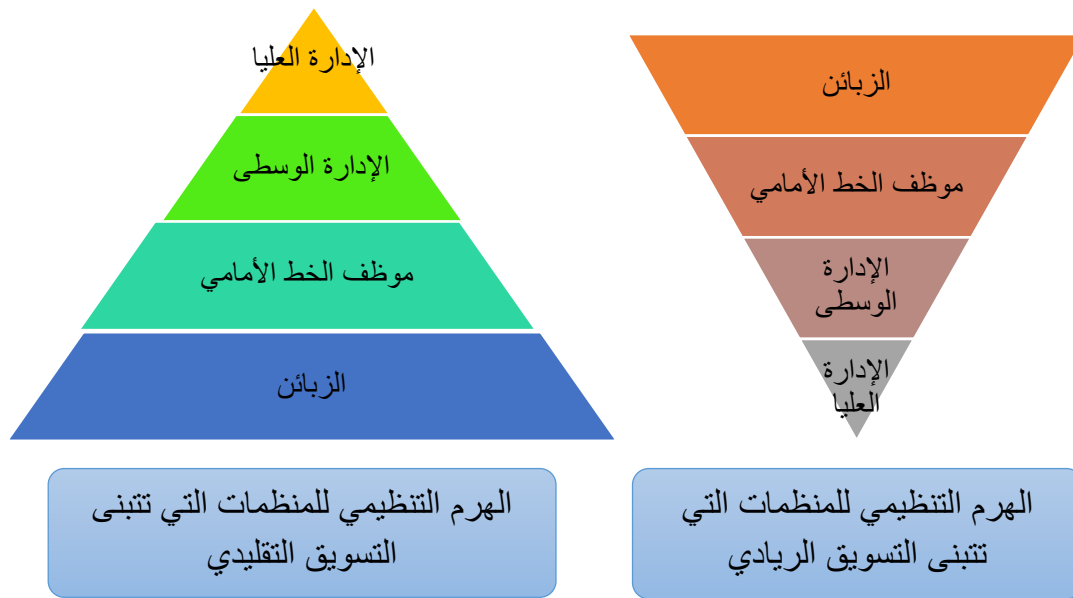 الزبائن
موظف الخط الأمامي
الإدارة
الوسطى
الإدارة
العليا
الهرم التنظيمي للمنظمات التي
تتبنى التسويق الريادي
الإدارة العليا
الإدارة الوسطى
موظف الخط الأمامي
الزبائن
الهرم التنظيمي للمنظمات التي تتبنى
التسويق التقليدي